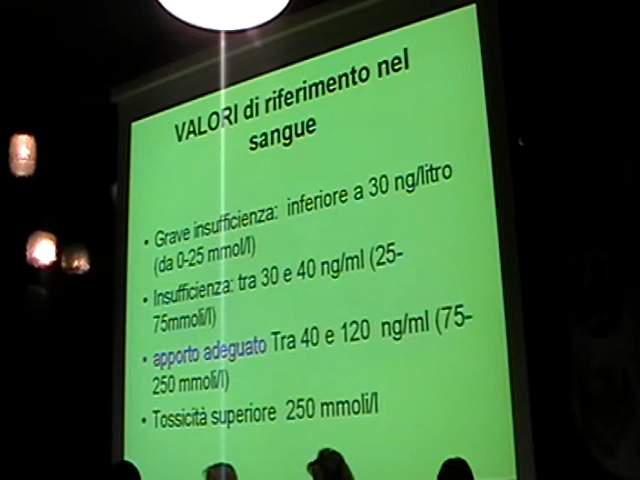 VALORI di riferimento nel
sangue
• Grave insufficienza: inferiore a 30 ng/litro
(da 0-25 mmol/l)
• Insufficienza: tra 30 e 40 ng/ml (25-
75mmoli/l)
• apporto adeguato Tra 40 e 120 ng/ml (75-
250 mmoli/l)
• Tossicità superiore 250 mmoli/l